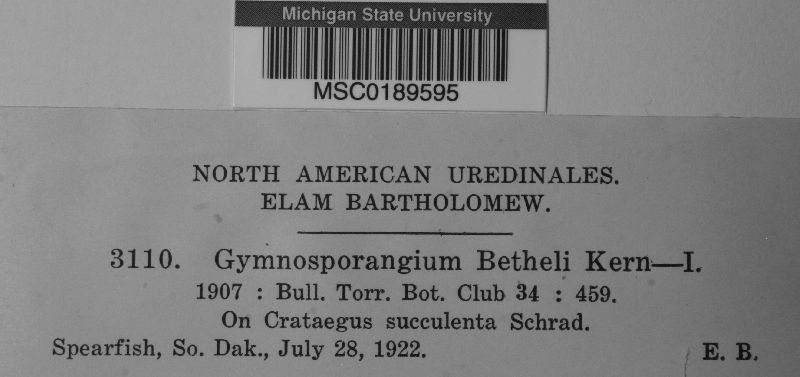 Michigan State University
MSC0189595
NORTH AMERICAN UREDINALES.
ELAM BARTHOLOMEW.
3110. Gymnosporangium Betheli Kern—I.
1907 : Bull. Torr. Bot. Club 34 : 459.
On Crataegus succulenta Schrad.
Spearfish, So. Dak., July 28, 1922. E. B.